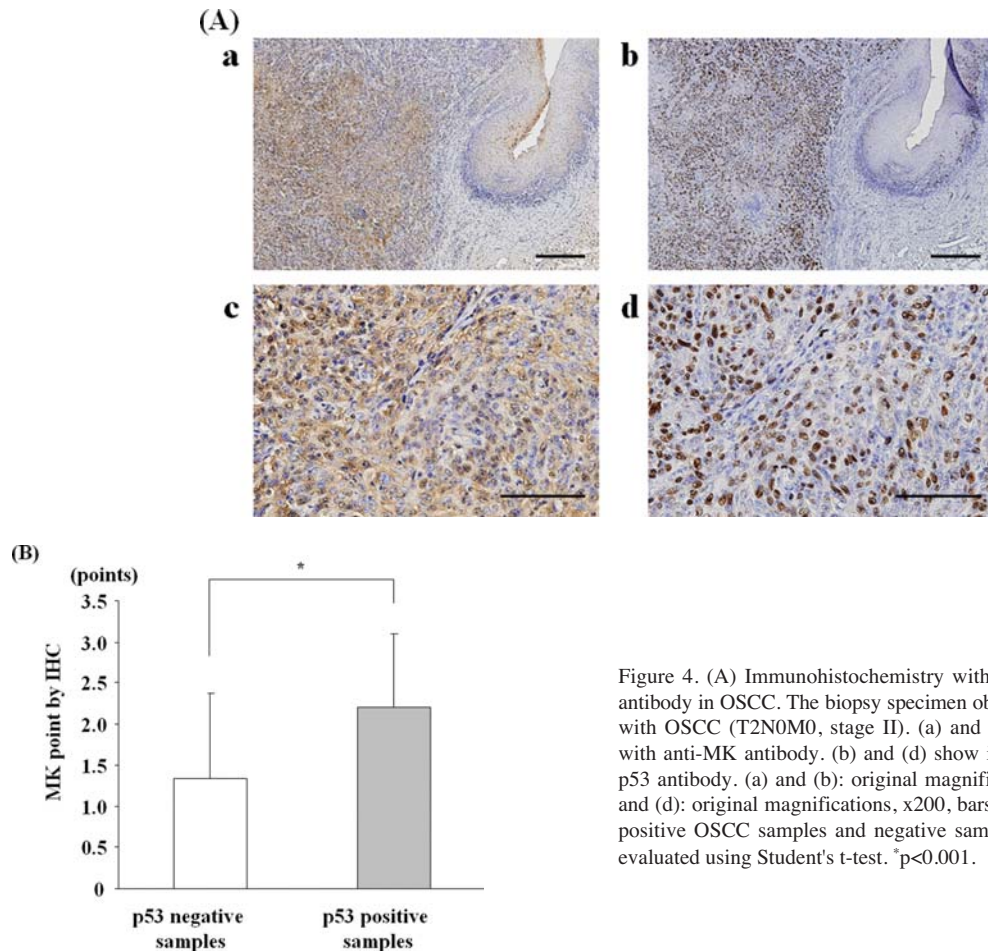 (A)
a
b
c
d
(B)
(points)
*
3.5
3.0
2.5
2.0
1.5
1.0
0.5
0
MK point by IHC
p53 negative
samples
p53 positive
samples
Figure 4. (A) Immunohistochemistry with
antibody in OSCC. The biopsy specimen ob
with OSCC (T2N0M0, stage II). (a) and
with anti-MK antibody. (b) and (d) show
p53 antibody. (a) and (b): original magnifi
and (d): original magnifications, x200, bars
positive OSCC samples and negative sam
evaluated using Student's t-test. *p<0.001.